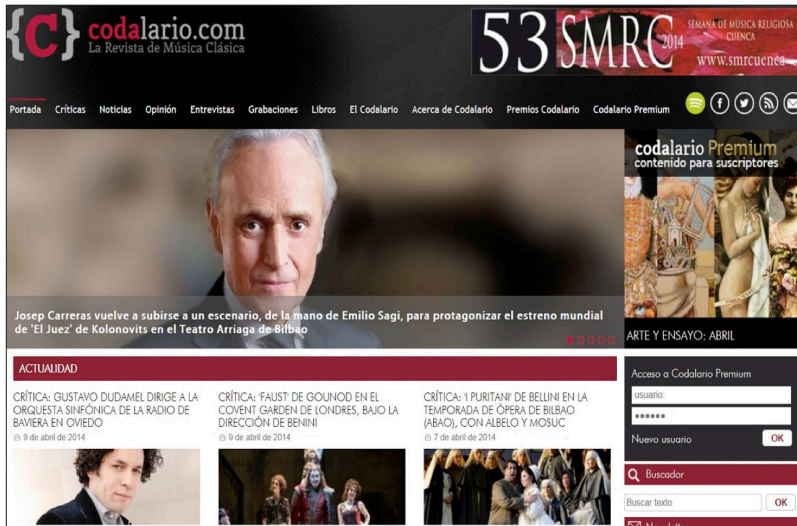 {C} codalario.com
La Revista de Música Clásica
53 SMRC 2014
SEMANA DE MÚSICA RELIGIOSA
CUENCA
www.smrcuenca
Portada Críticas Noticias Opinión Entrevistas Grabaciones Libros El Codalario Acerca de Codalario Premios Codalario Codalario Premium
codalario Premium
contenido para suscriptores
Josep Carreras vuelve a subirse a un escenario, de la mano de Emilio Sagi, para protagonizar el estreno mundial
de 'El Juez' de Kolonovits en el Teatro Arriaga de Bilbao
ARTE Y ENSAYO: ABRIL
ACTUALIDAD
CRÍTICA: GUSTAVO DUDAMEL DIRIGE A LA
ORQUESTA SINFÓNICA DE LA RADIO DE
BAVIERA EN OVIEDO
9 de abril de 2014
CRÍTICA: 'FAUST' DE GOUNOD EN EL
COVENT GARDEN DE LONDRES, BAJO LA
DIRECCIÓN DE BENINI
9 de abril de 2014
CRÍTICA: 'I PURITANI' DE BELLINI EN LA
TEMPORADA DE ÓPERA DE BILBAO
(ABAO), CON ALBELO Y MOSUC
7 de abril de 2014
Acceso a Codalario Premium
usuario:
••••••
Nuevo usuario OK
Buscador
Buscar texto OK